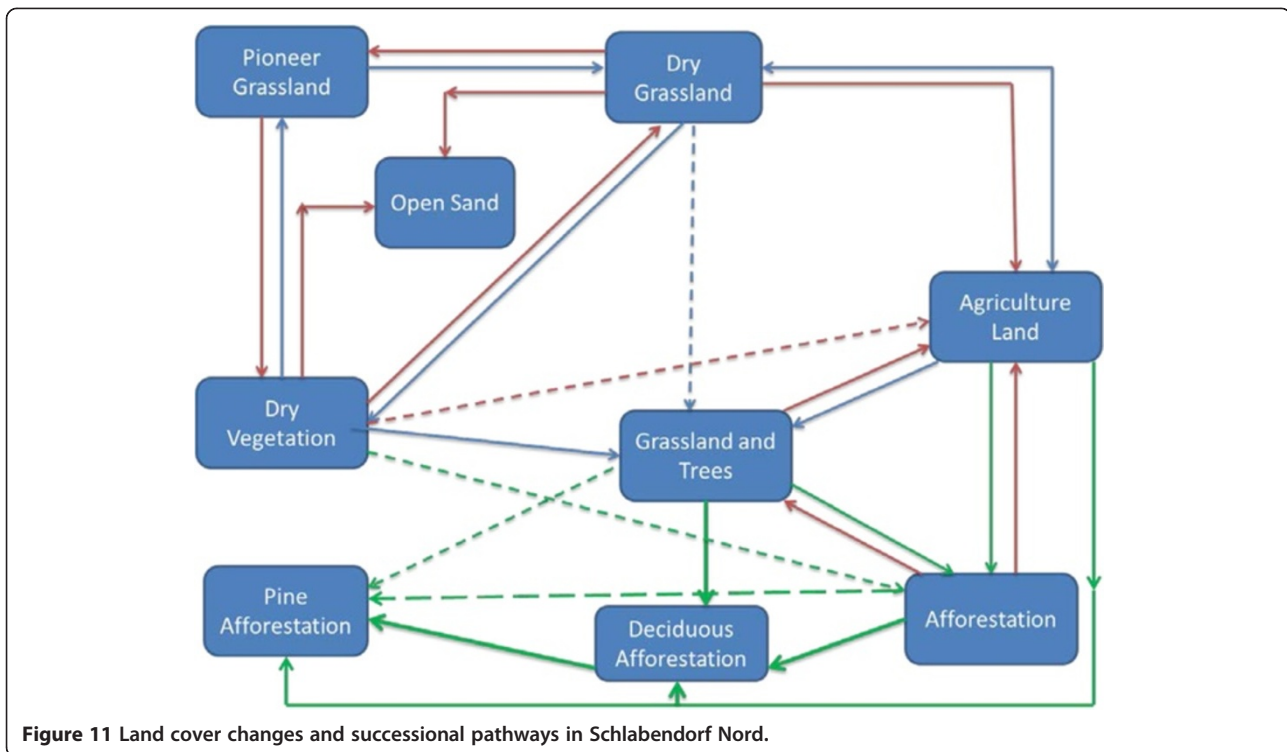 Pioneer
Grassland
Dry
Grassland
Open Sand
Agriculture
Land
Dry
Vegetation
Grassland and
Trees
Pine
Afforestation
Deciduous
Afforestation
Afforestation
Figure 11 Land cover changes and successional pathways in Schlabendorf Nord.